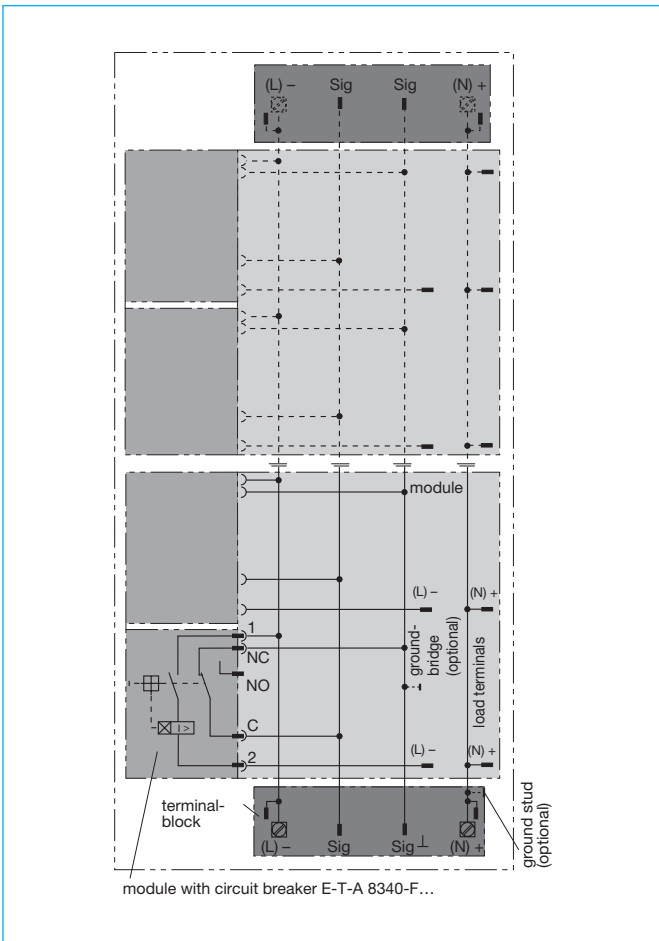 (L) – Sig Sig (N) +
module
(L) – (N) +
1
NC
NO
ground-
bridge
(optional)
load terminals
I >
C
2
(L) – (N) +
terminal-
block
(L) – Sig Sig ⊥ (N) +
ground stud
(optional)
module with circuit breaker E-T-A 8340-F...